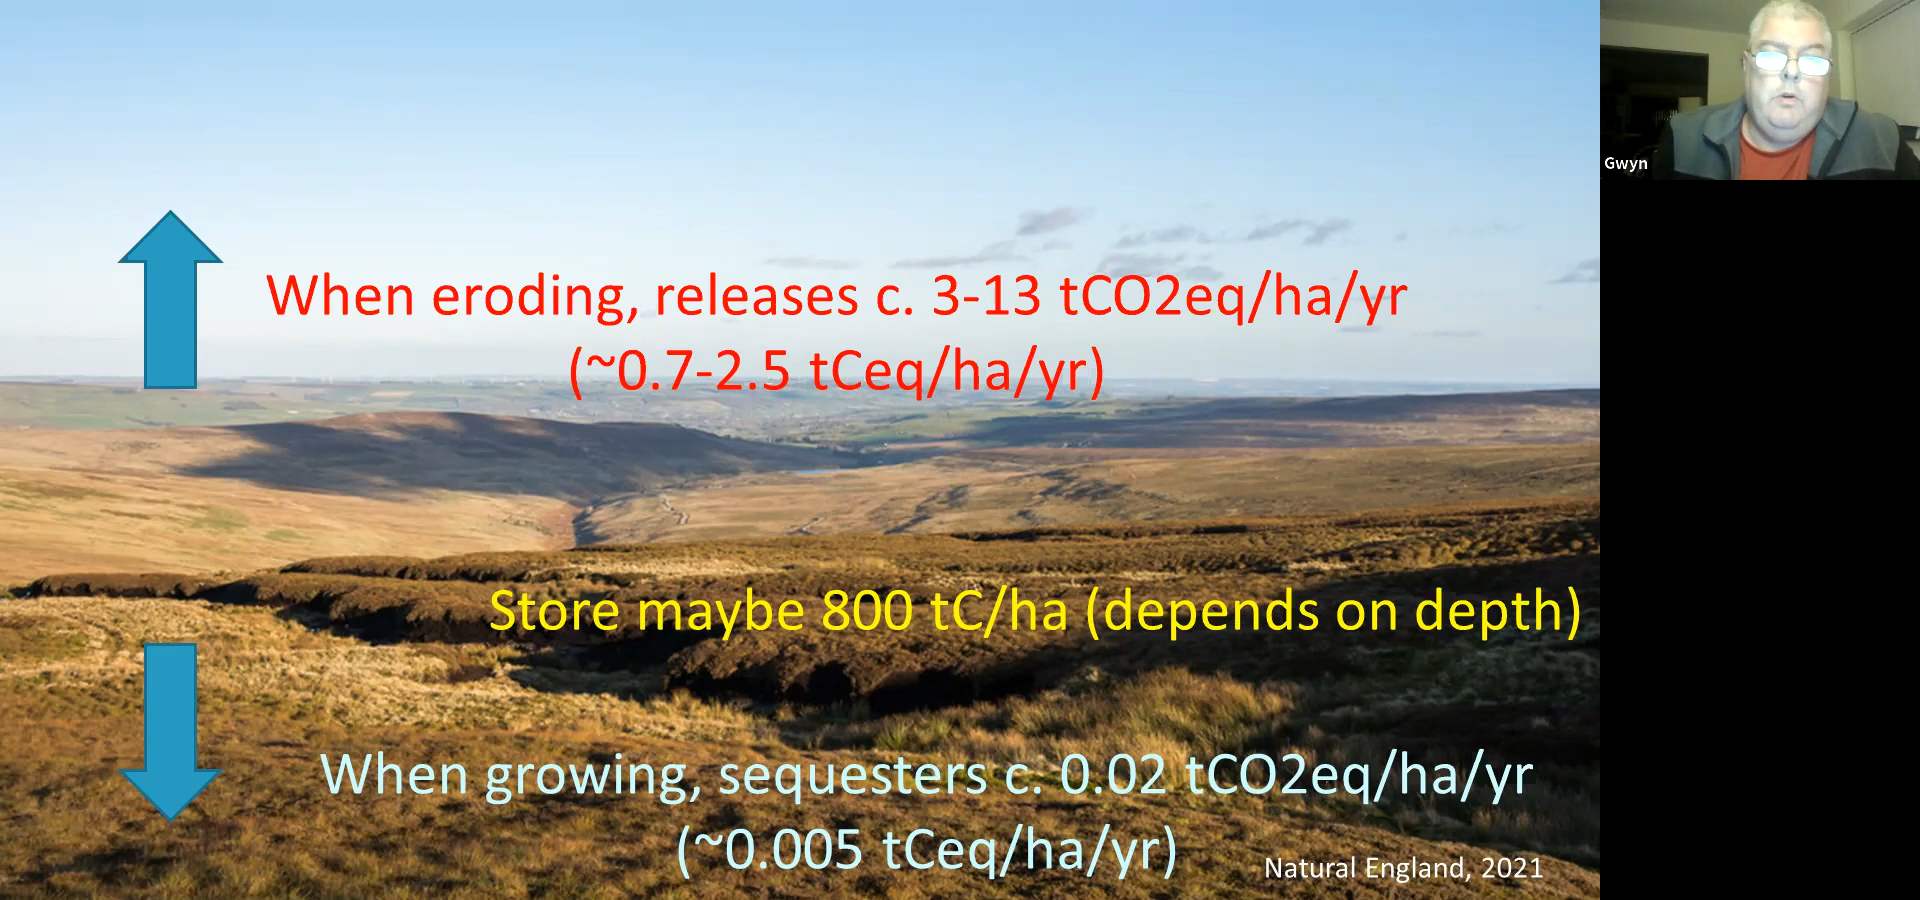 When eroding, releases c. 3-13 tCO2eq/ha/yr
(~0.7-2.5 tCeq/ha/yr)
Store maybe 800 tC/ha (depends on depth)
When growing, sequesters c. 0.02 tCO2eq/ha/yr
(~0.005 tCeq/ha/yr)
Natural England, 2021
Gwyn